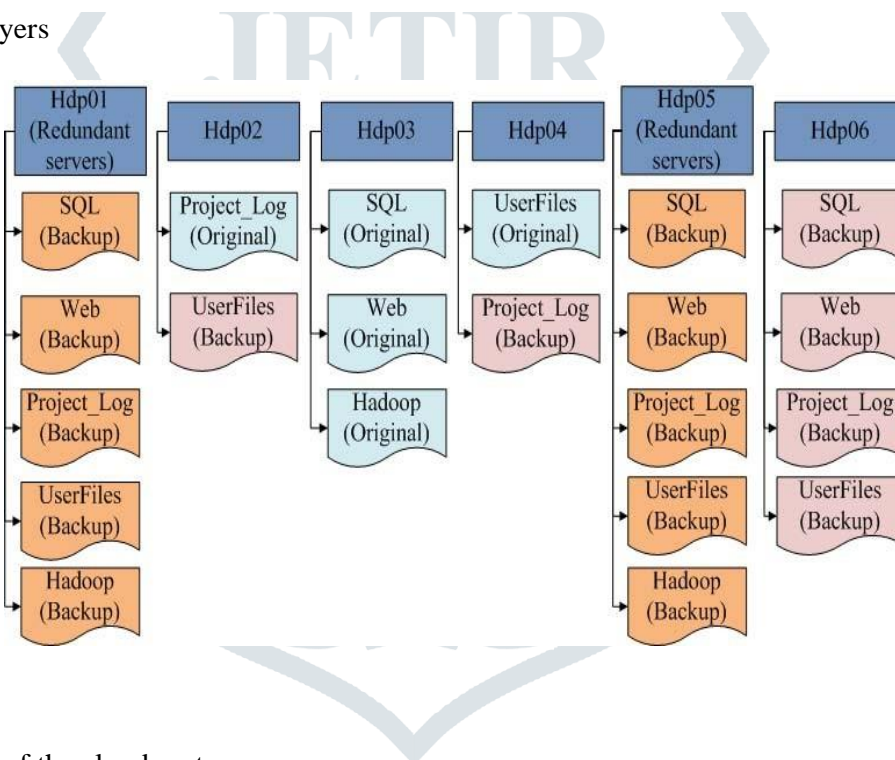 yers
JETIR
Hdp01
(Redundant
servers)
SQL
(Backup)
Web
(Backup)
Project_Log
(Backup)
UserFiles
(Backup)
Hadoop
(Backup)
Hdp02
Project_Log
(Original)
UserFiles
(Backup)
Hdp03
SQL
(Original)
Web
(Original)
Hadoop
(Original)
Hdp04
UserFiles
(Original)
Project_Log
(Backup)
Hdp05
(Redundant
servers)
SQL
(Backup)
Web
(Backup)
Project_Log
(Backup)
UserFiles
(Backup)
Hadoop
(Backup)
Hdp06
SQL
(Backup)
Web
(Backup)
Project_Log
(Backup)
UserFiles
(Backup)